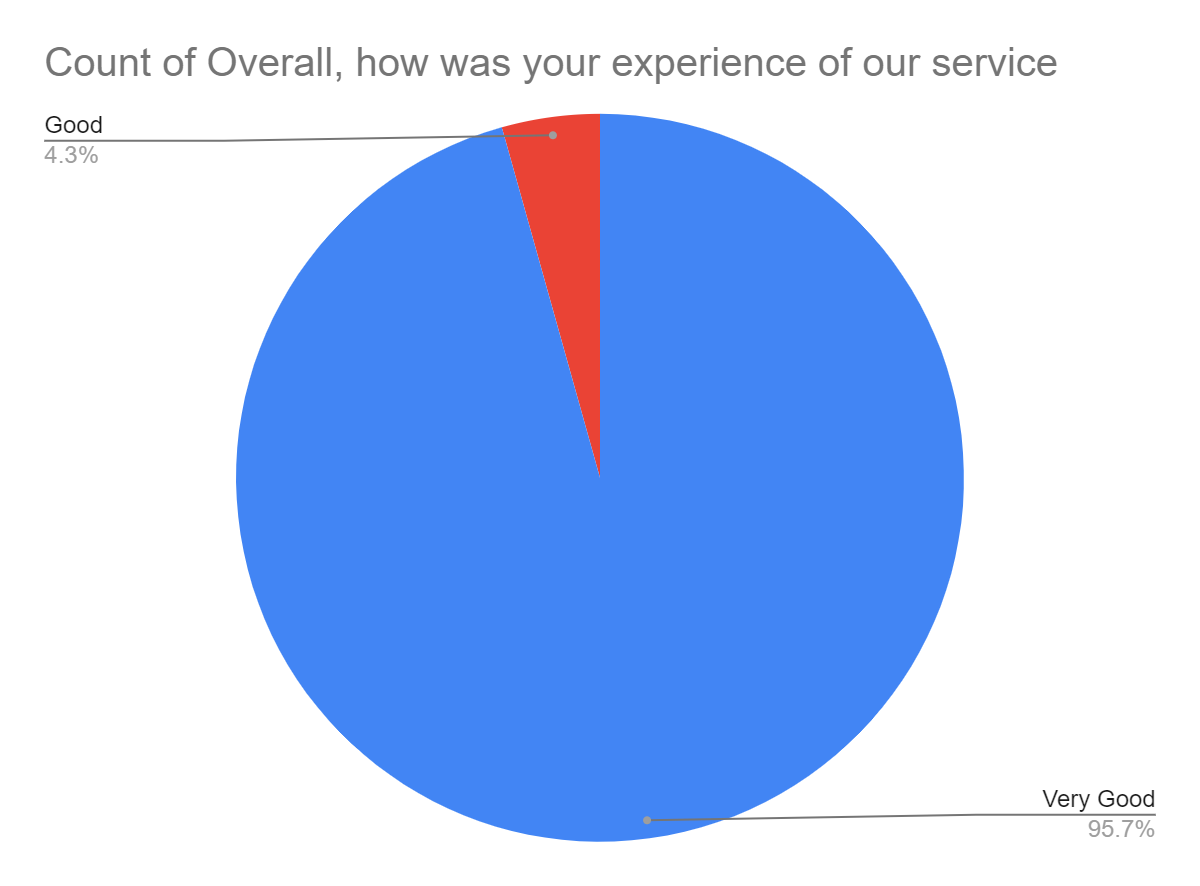 Count of Overall, how was your experience of our service
Good
4.3%
Very Good
95.7%